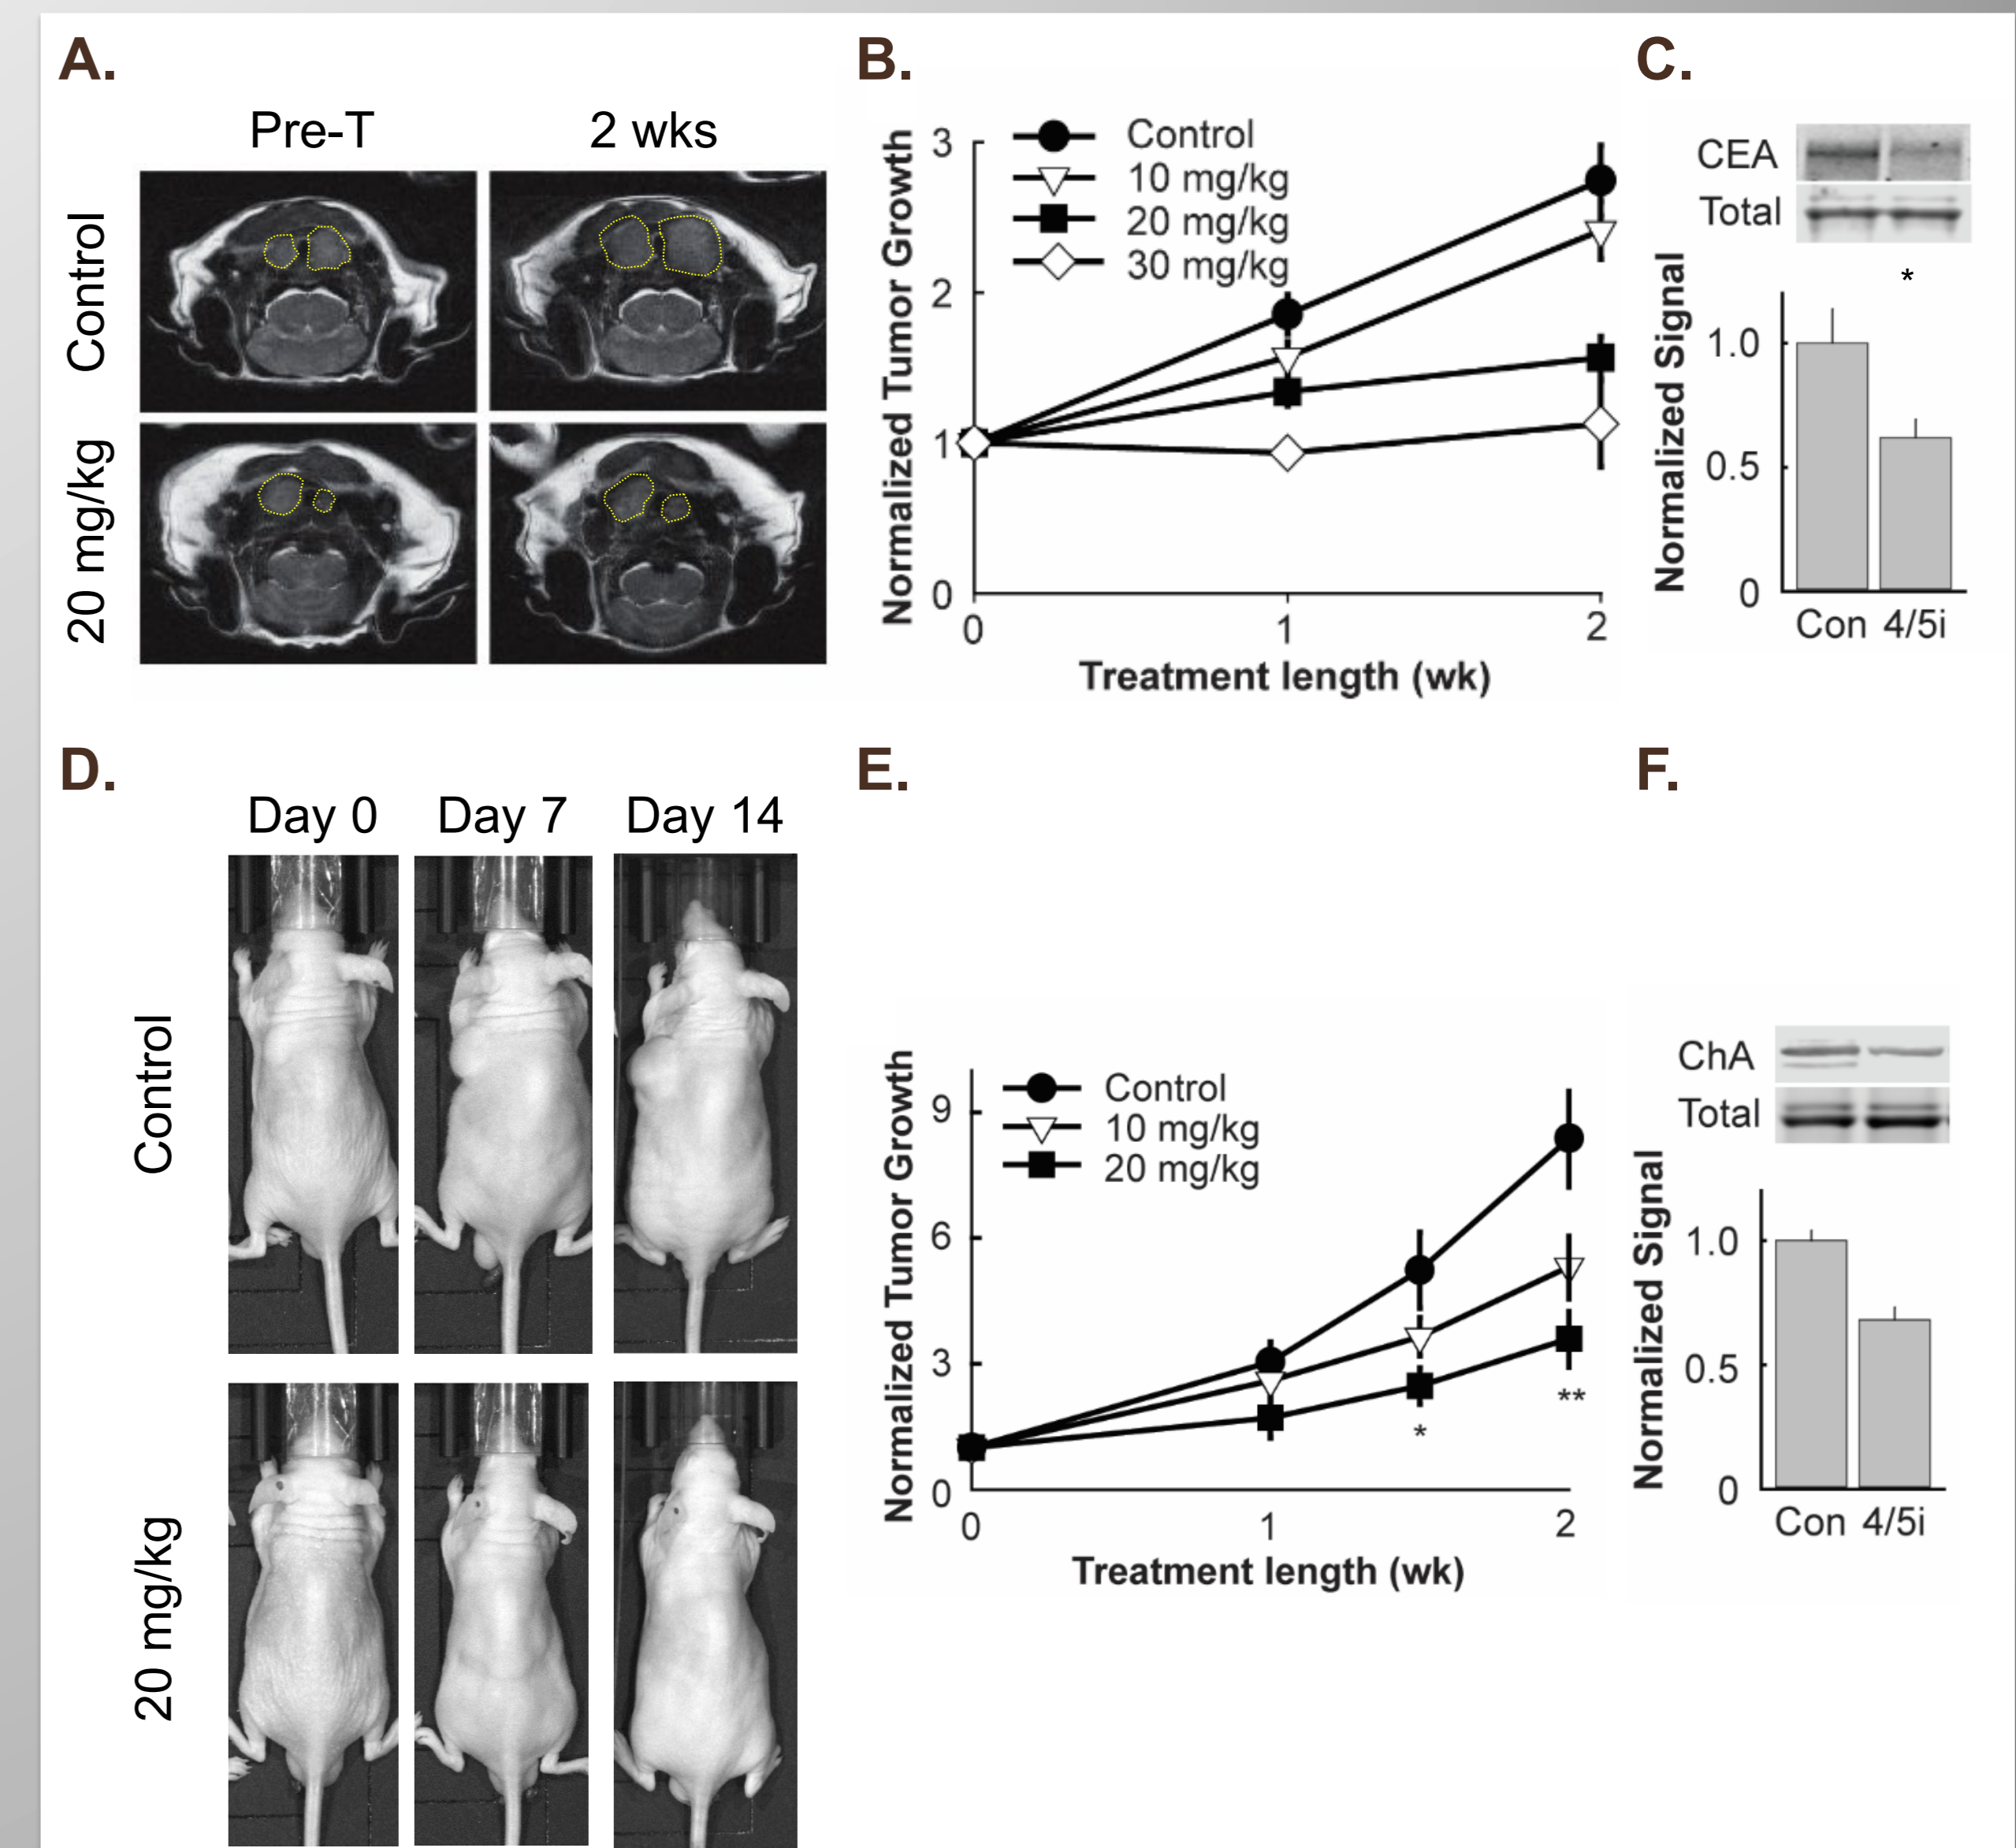 A.
Pre-T 2 wks
Control
20 mg/kg
B.
Normalized Tumor Growth
3
2
1
0
Control
10 mg/kg
20 mg/kg
30 mg/kg
0 1 2
Treatment length (wk)
C.
CEA
Total
*
Normalized Signal
1.0
0.5
0
Con 4/5i
D.
Day 0 Day 7 Day 14
Control
20 mg/kg
E.
Normalized Tumor Growth
9
6
3
0
Control
10 mg/kg
20 mg/kg
*
**
0 1 2
Treatment length (wk)
F.
ChA
Total
Normalized Signal
1.0
0.5
0
Con 4/5i